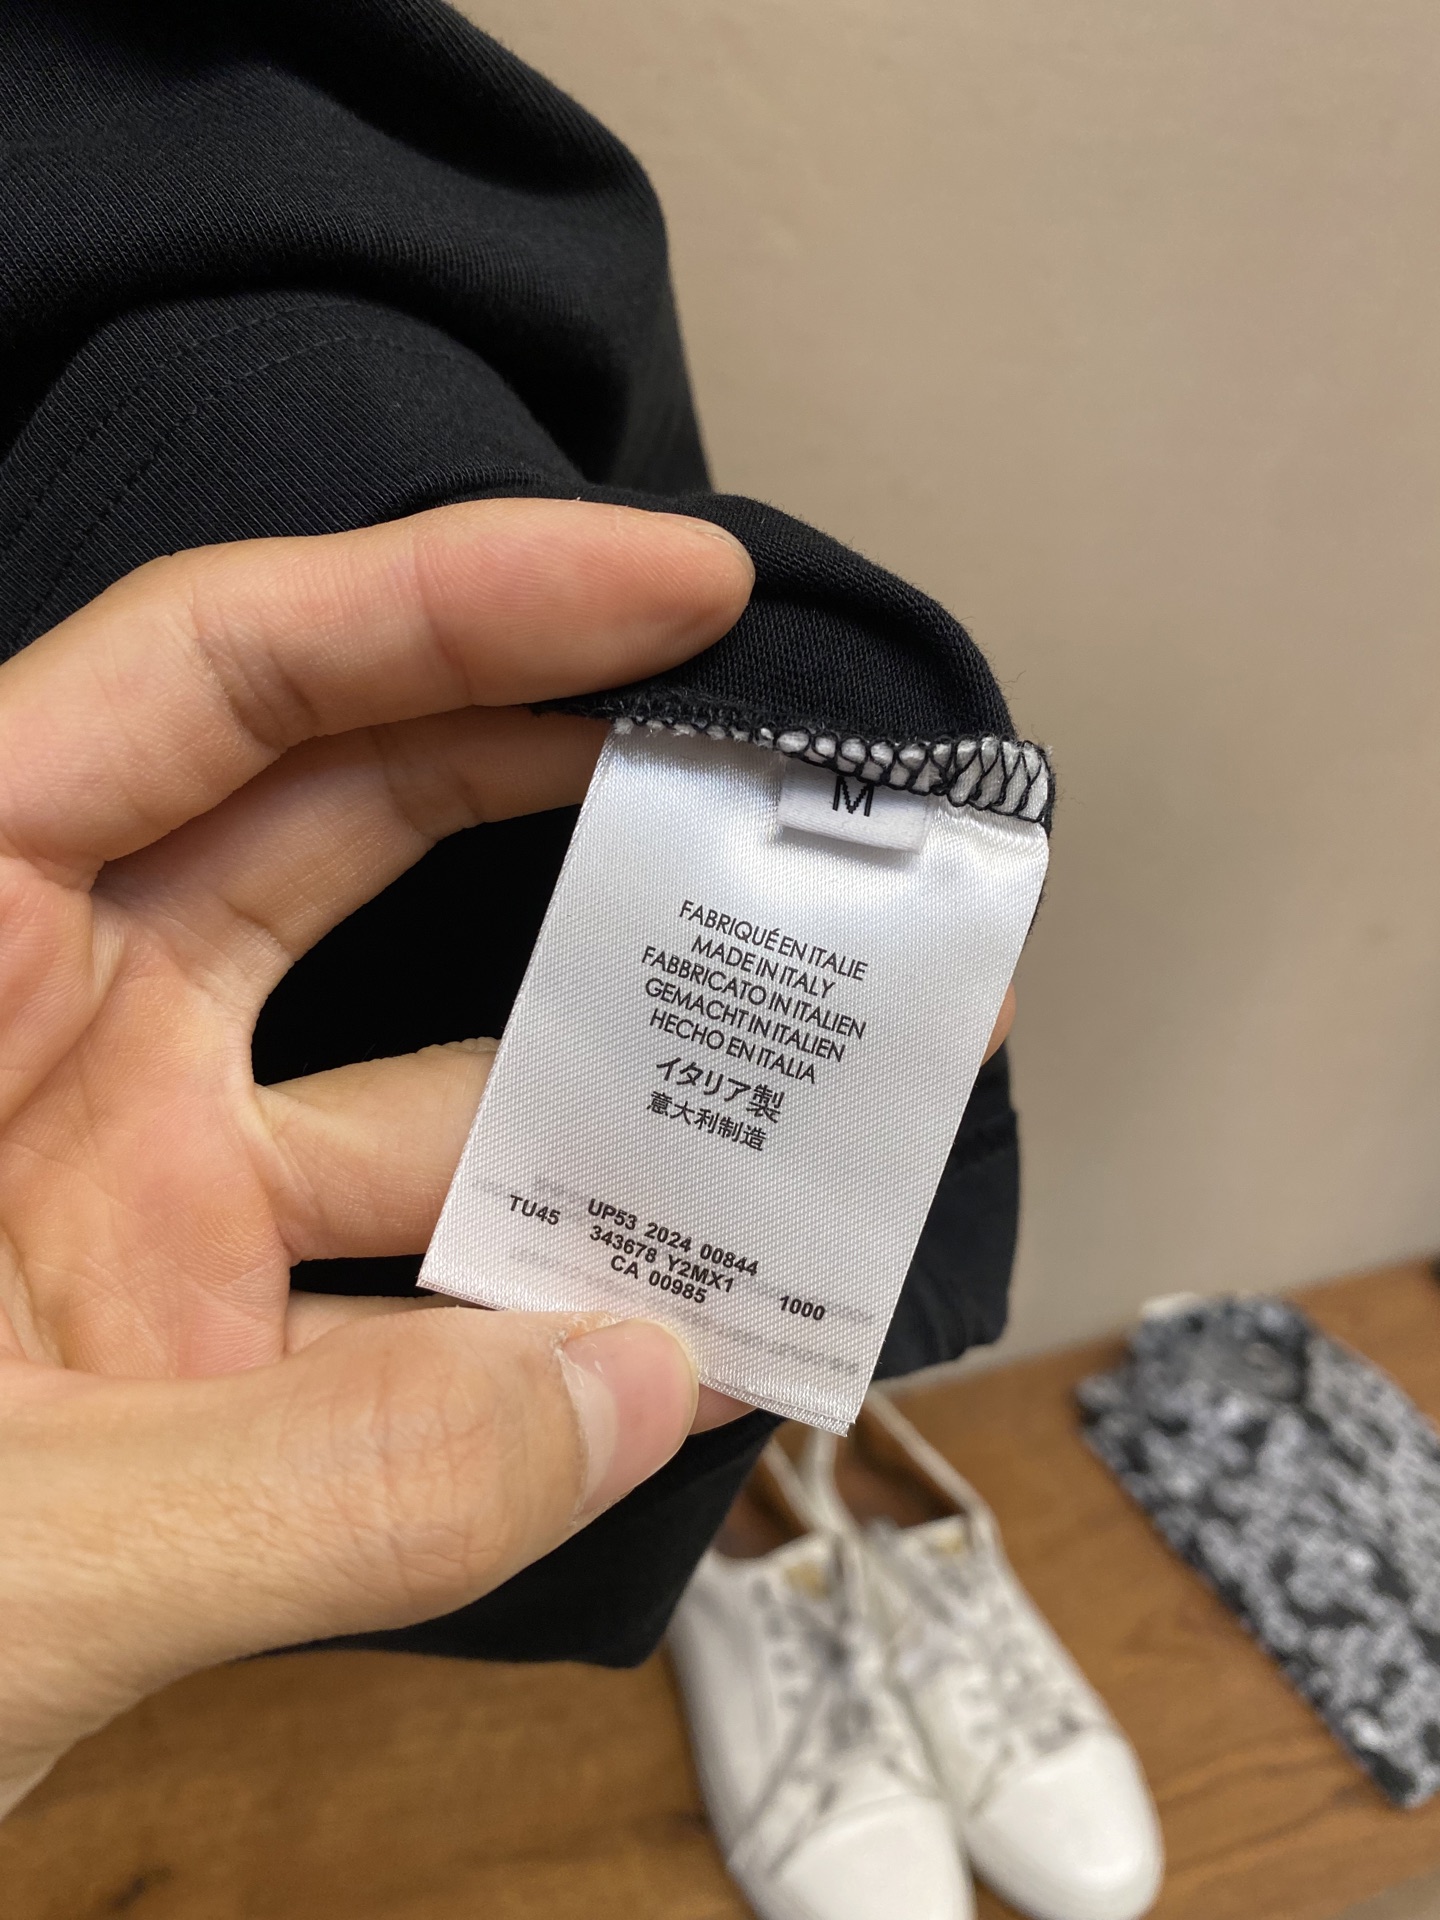 M
FABRIQUÉ EN ITALIE
MADE IN ITALY
FABBRICATO IN ITALIEN
GEMACHT IN ITALIEN
HECHO EN ITALIA
イタリア製
意大利制造
UP53 2024 00844
TU45 343678 Y2MX1 1000
CA 00985